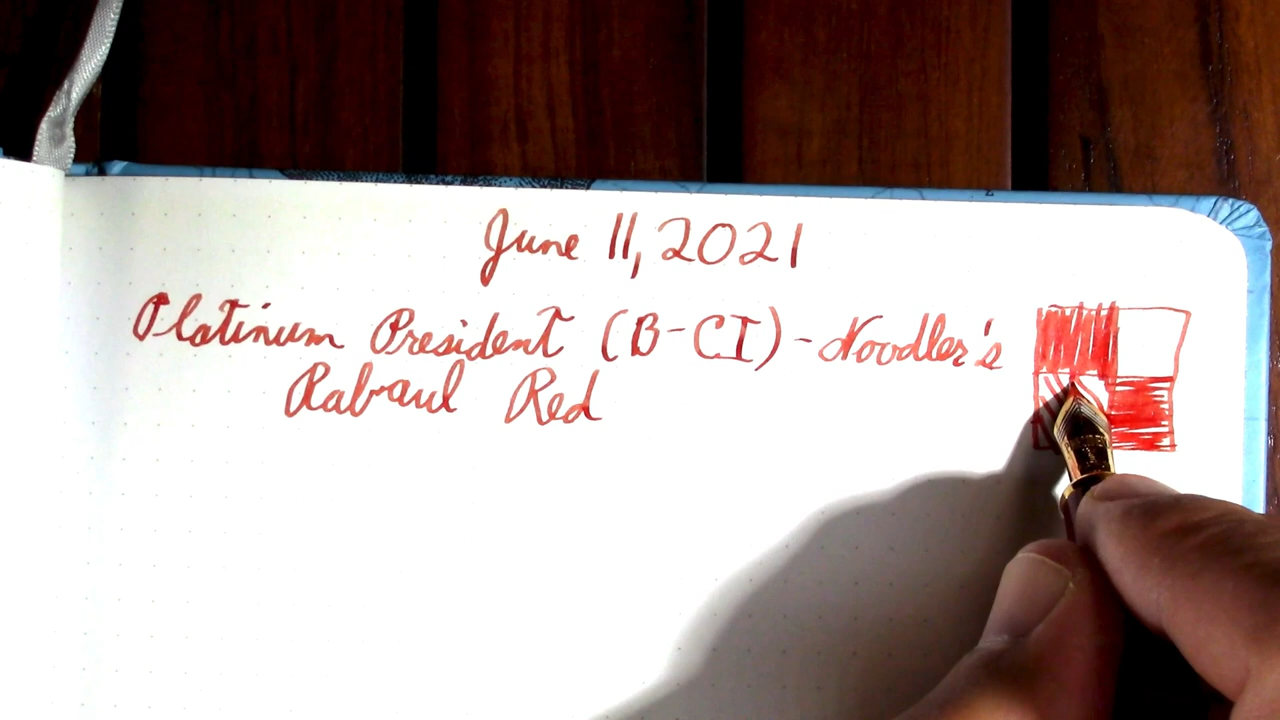 June 11, 2021
Platinum President (B-CI) - Noodler's
Rabaul Red